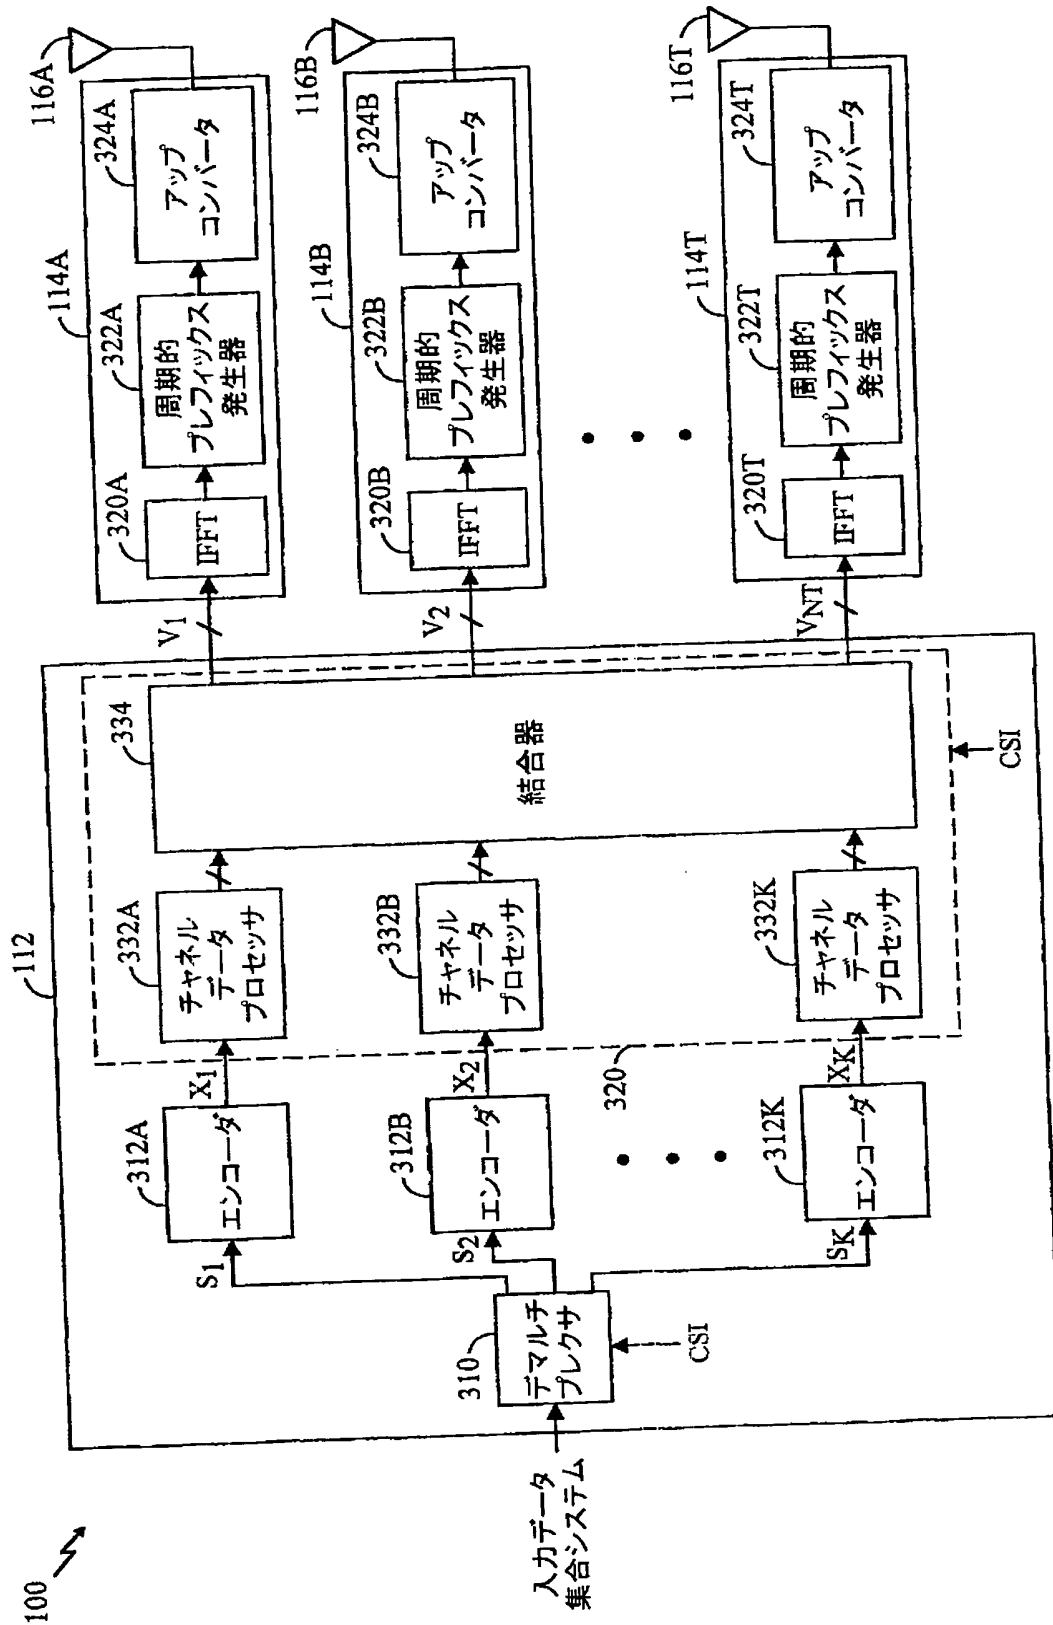 100
112
入力データ
集合システム
310
デマルチ
プレクサ
CSI
S1
S2
SK
312A
エンコーダ
312B
エンコーダ
312K
エンコーダ
X1
X2
XK
320
332A
チャネル
データ
プロセッサ
332B
チャネル
データ
プロセッサ
332K
チャネル
データ
プロセッサ
334
結合器
CSI
V1
V2
VNT
114A
320A
IFFT
322A
周期的
プレフィックス
発生器
324A
アップ
コンバータ
116A
114B
320B
IFFT
322B
周期的
プレフィックス
発生器
324B
アップ
コンバータ
116B
114T
320T
IFFT
322T
周期的
プレフィックス
発生器
324T
アップ
コンバータ
116T